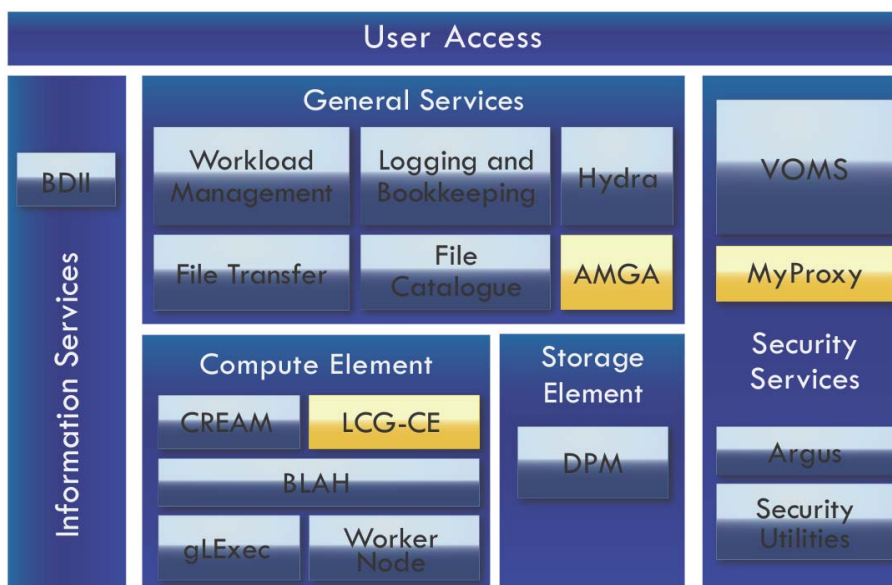 User Access
General Services
Workload
Management
Logging and
Bookkeeping
Hydra
File Transfer
File
Catalogue
AMGA
BDII
Information Services
VOMS
MyProxy
Security
Services
Argus
Security
Utilities
Compute Element
CREAM
LCG-CE
BLAH
gLExec
Worker
Node
Storage
Element
DPM